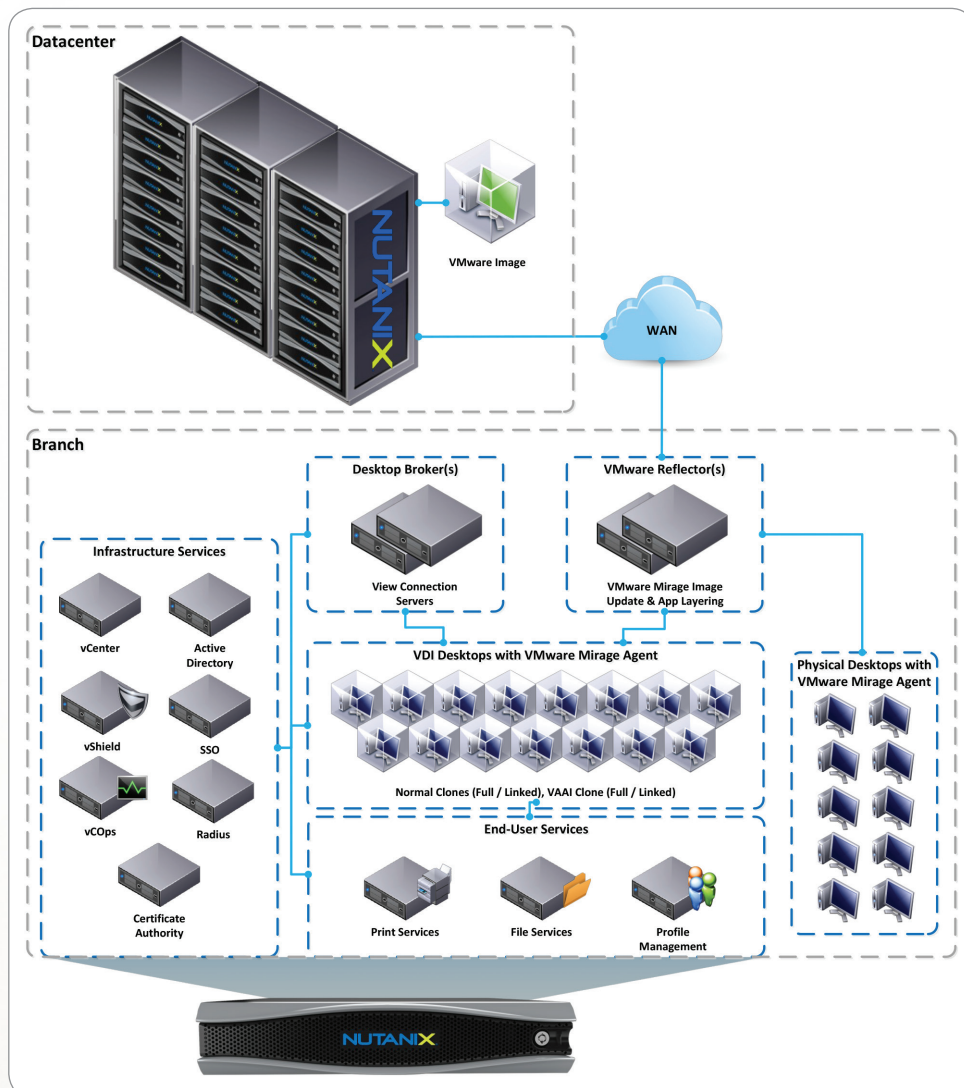 Datacenter
NUTANIX
VMware Image
WAN
Branch
Desktop Broker(s)
View Connection
Servers
VMware Reflector(s)
VMware Mirage Image
Update & App Layering
Infrastructure Services
vCenter
Active
Directory
vShield
SSO
vCOps
Radius
Certificate
Authority
VDI Desktops with VMware Mirage Agent
Normal Clones (Full / Linked), VAAI Clone (Full / Linked)
Physical Desktops with
VMware Mirage Agent
End-User Services
Print Services
File Services
Profile
Management
NUTANIX